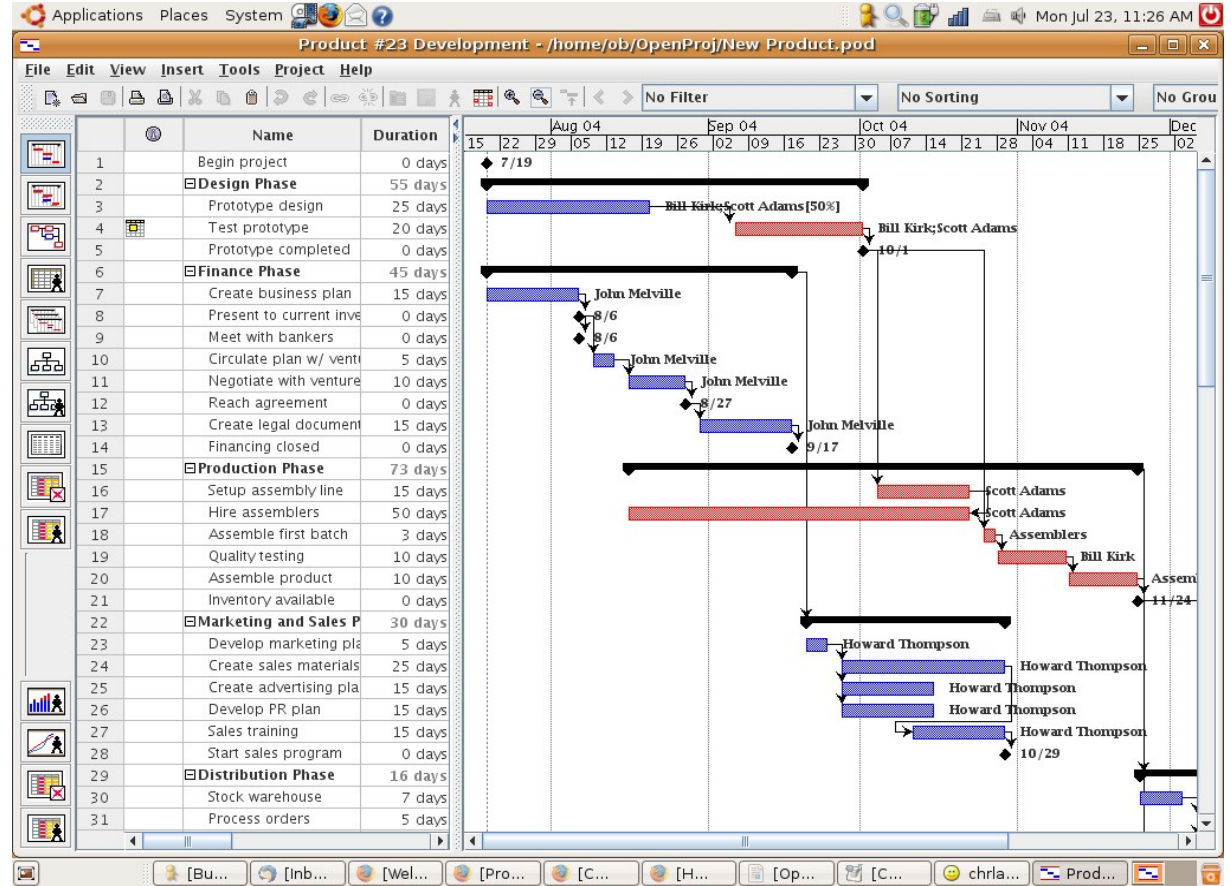 Applications Places System Mon Jul 23, 11:26 AM
Product #23 Development - /home/ob/OpenProj/New Product.pod
File Edit View Insert Tools Project Help
No Filter No Sorting No Grou
Name Duration
Aug 04 Sep 04 Oct 04 Nov 04 Dec
15 22 29 05 12 19 26 02 09 16 23 30 07 14 21 28 04 11 18 25 02
1 Begin project 0 days 7/19
2 Design Phase 55 days
3 Prototype design 25 days Bill Kirk;Scott Adams[50%]
4 Test prototype 20 days Bill Kirk;Scott Adams
5 Prototype completed 0 days 10/1
6 Finance Phase 45 days
7 Create business plan 15 days John Melville
8 Present to current inve 0 days 8/6
9 Meet with bankers 0 days 8/6
10 Circulate plan w/ vent 5 days John Melville
11 Negotiate with venture 10 days John Melville
12 Reach agreement 0 days 8/27
13 Create legal document 15 days John Melville
14 Financing closed 0 days 9/17
15 Production Phase 73 days
16 Setup assembly line 15 days Scott Adams
17 Hire assemblers 50 days Scott Adams
18 Assemble first batch 3 days Assemblers
19 Quality testing 10 days Bill Kirk
20 Assemble product 10 days Assem
21 Inventory available 0 days 11/24
22 Marketing and Sales P 30 days
23 Develop marketing pla 5 days Howard Thompson
24 Create sales materials 25 days Howard Thompson
25 Create advertising pla 15 days Howard Thompson
26 Develop PR plan 15 days Howard Thompson
27 Sales training 15 days Howard Thompson
28 Start sales program 0 days 10/29
29 Distribution Phase 16 days
30 Stock warehouse 7 days
31 Process orders 5 days
[Bu... [Inb... [Wel... [Pro... [C... [H... [Op... [C... chrla... Prod...